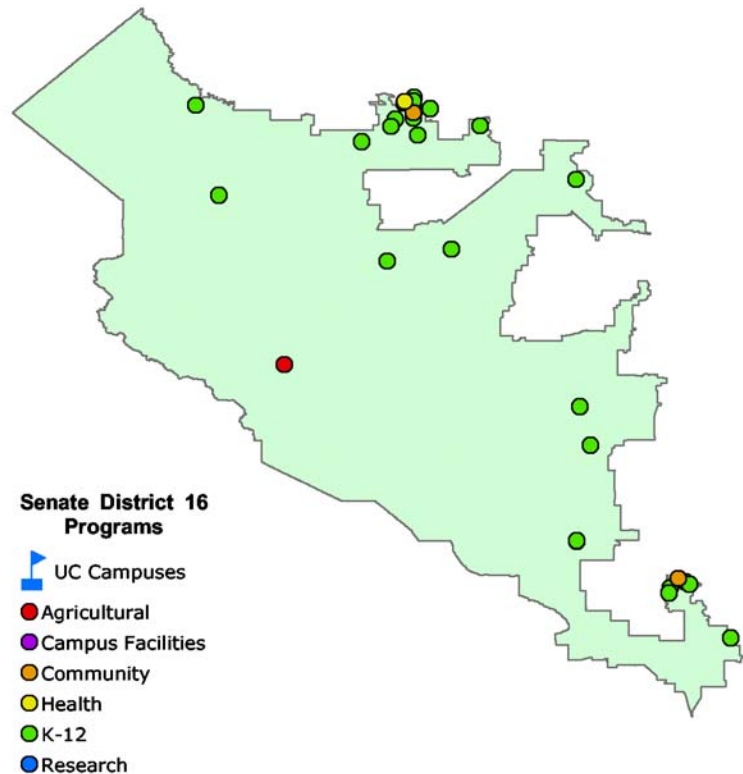 Senate District 16
Programs
UC Campuses
Agricultural
Campus Facilities
Community
Health
K-12
Research